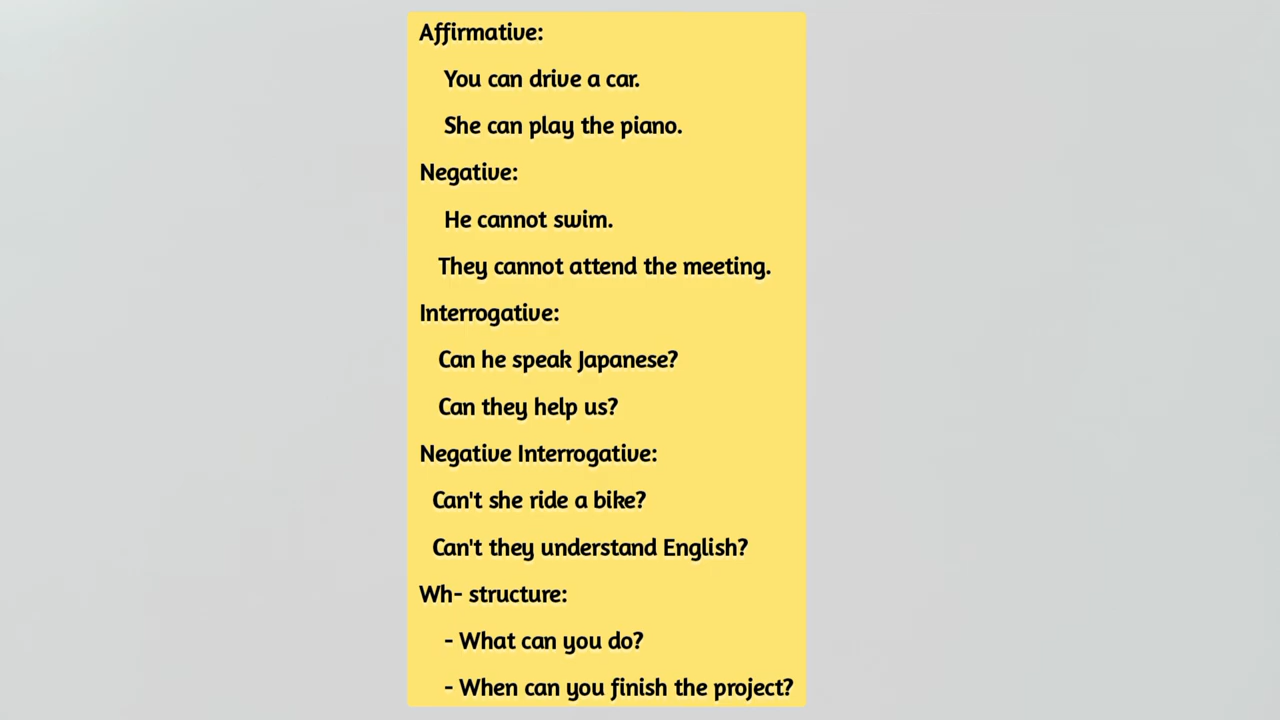 Affirmative:
You can drive a car.
She can play the piano.
Negative:
He cannot swim.
They cannot attend the meeting.
Interrogative:
Can he speak Japanese?
Can they help us?
Negative Interrogative:
Can't she ride a bike?
Can't they understand English?
Wh- structure:
- What can you do?
- When can you finish the project?